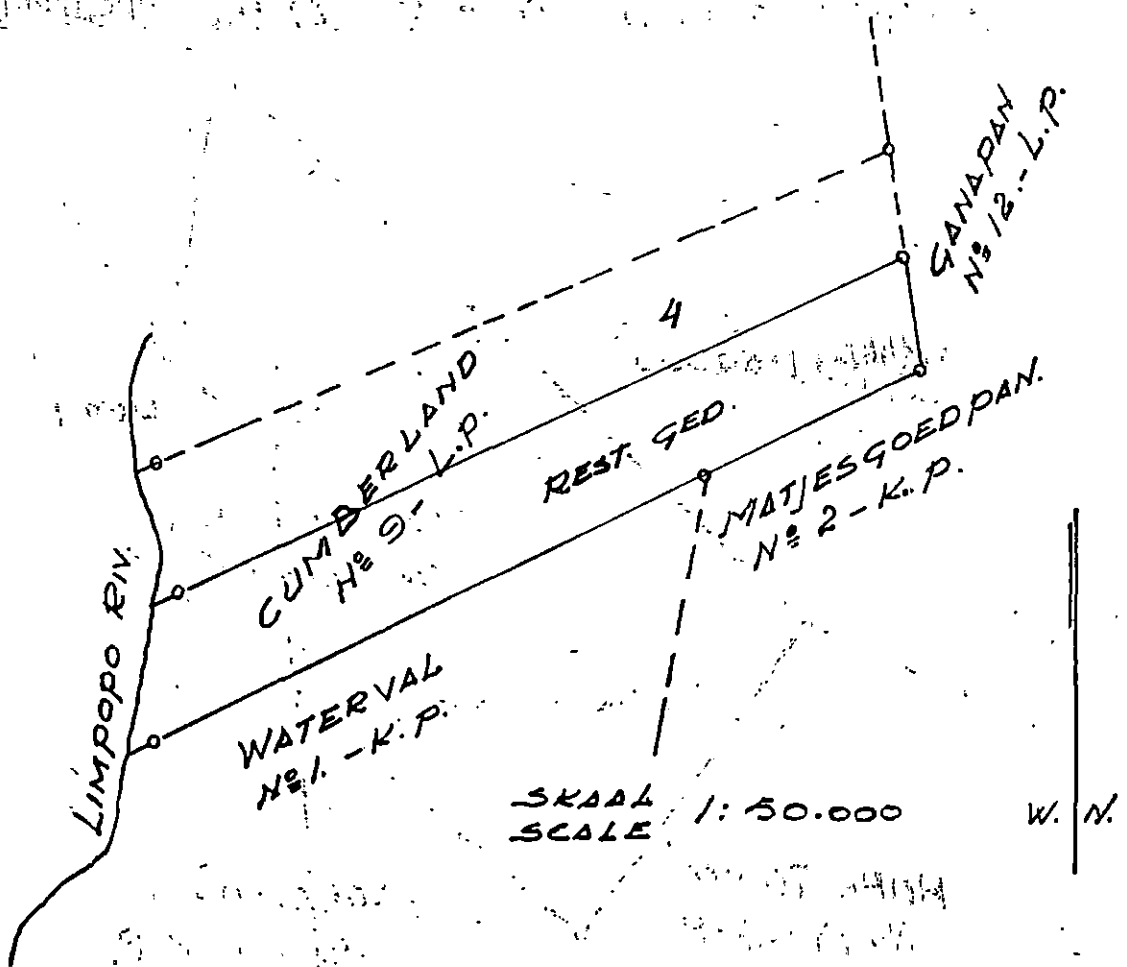 GANAPAN
Nº 12.-L.P.
4
CUMBERLAND
Nº 9-L.P.
REST. GED.
MATJESGOEDPAN.
Nº 2-K.P.
LIMPOPO RIV.
WATERVAL
Nº 1.-K.P.
SKAAL
SCALE 1:50.000
W. N.